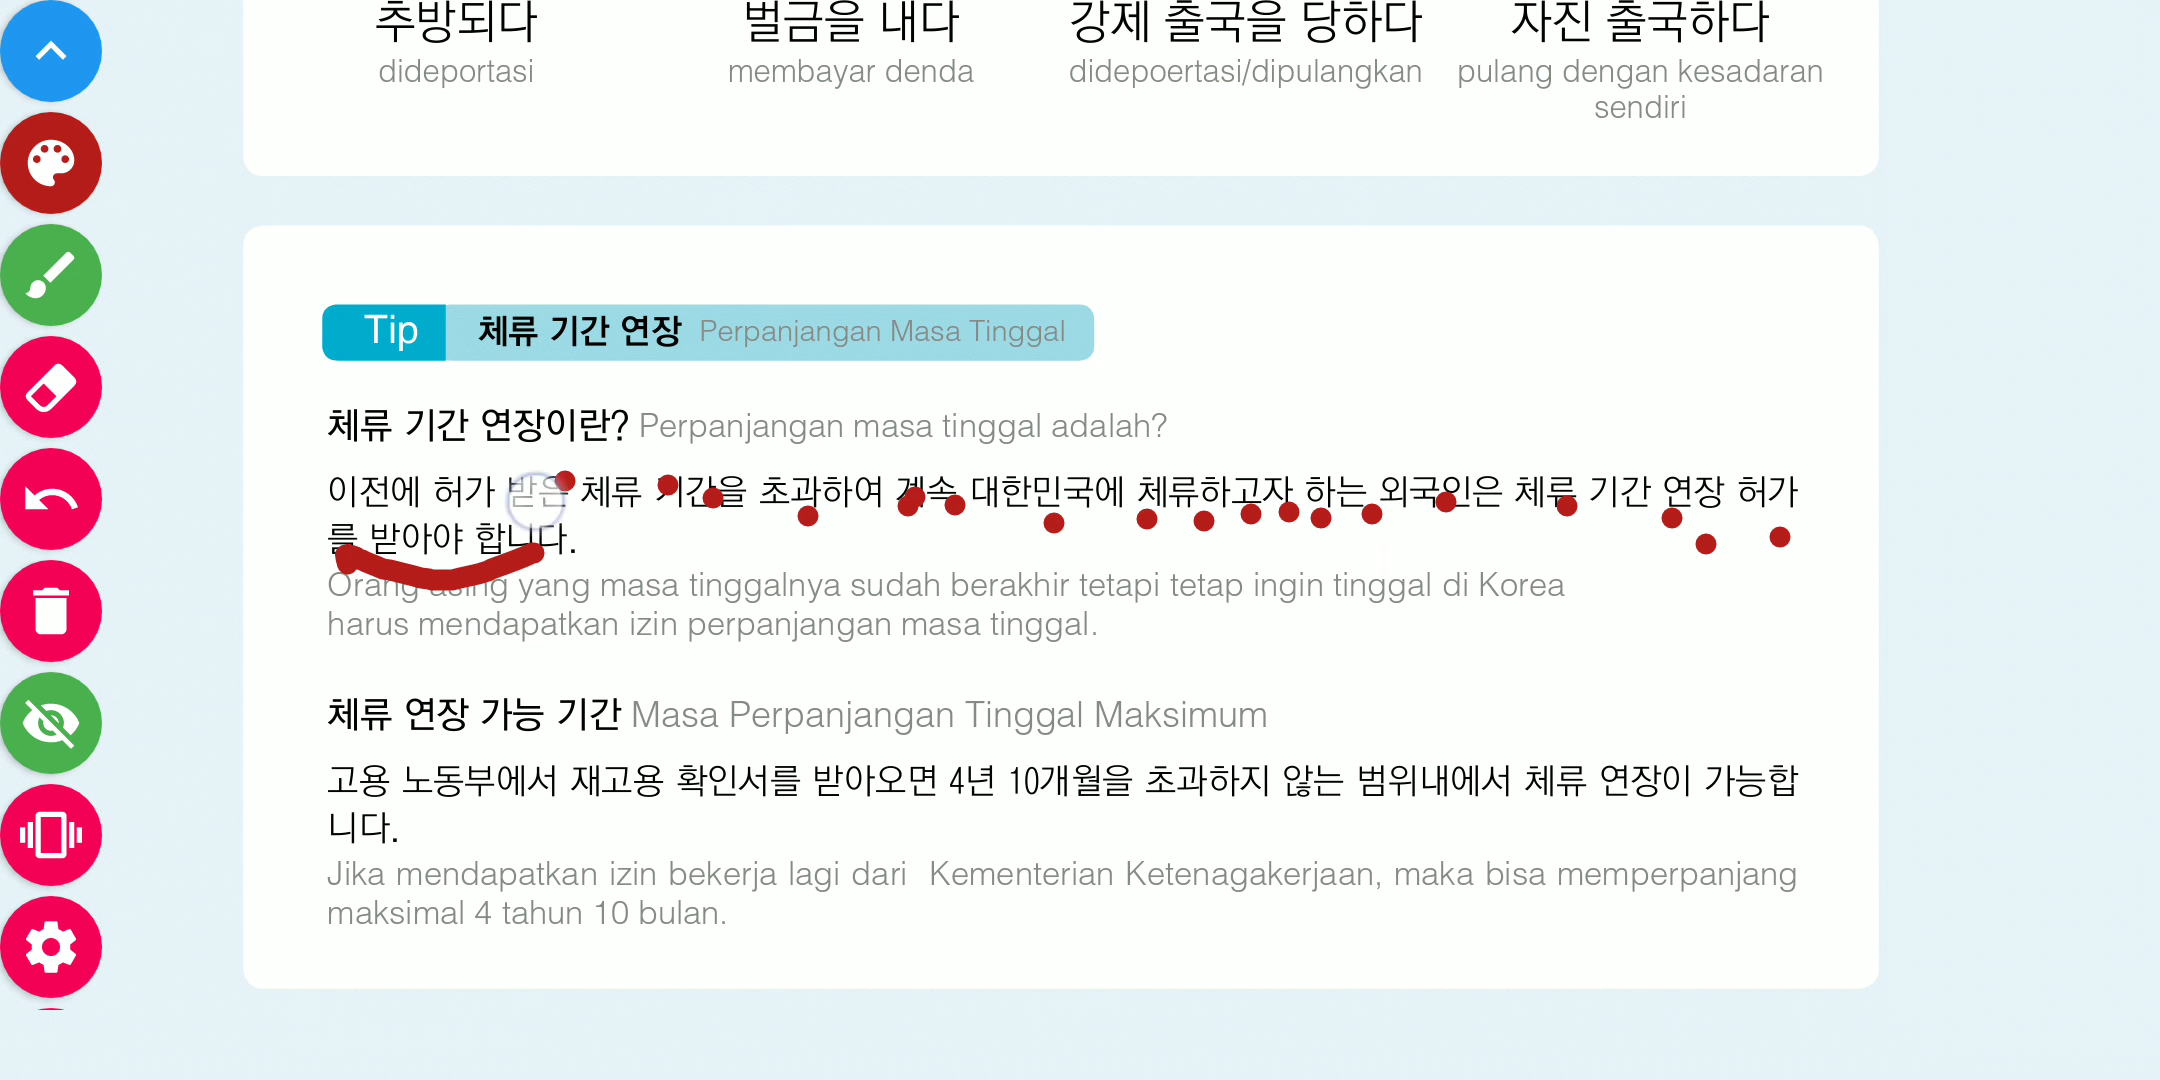 추방되다 벌금을 내다 강제 출국을 당하다 자진 출국하다
dideportasi membayar denda didepoertasi/dipulangkan pulang dengan kesadaran
sendiri
Tip 체류 기간 연장 Perpanjangan Masa Tinggal
체류 기간 연장이란? Perpanjangan masa tinggal adalah?
이전에 허가 받은 체류 기간을 초과하여 계속 대한민국에 체류하고자 하는 외국인은 체류 기간 연장 허가
를 받아야 합니다.
Orang asing yang masa tinggalnya sudah berakhir tetapi tetap ingin tinggal di Korea
harus mendapatkan izin perpanjangan masa tinggal.
체류 연장 가능 기간 Masa Perpanjangan Tinggal Maksimum
고용 노동부에서 재고용 확인서를 받아오면 4년 10개월을 초과하지 않는 범위내에서 체류 연장이 가능합
니다.
Jika mendapatkan izin bekerja lagi dari Kementerian Ketenagakerjaan, maka bisa memperpanjang
maksimal 4 tahun 10 bulan.